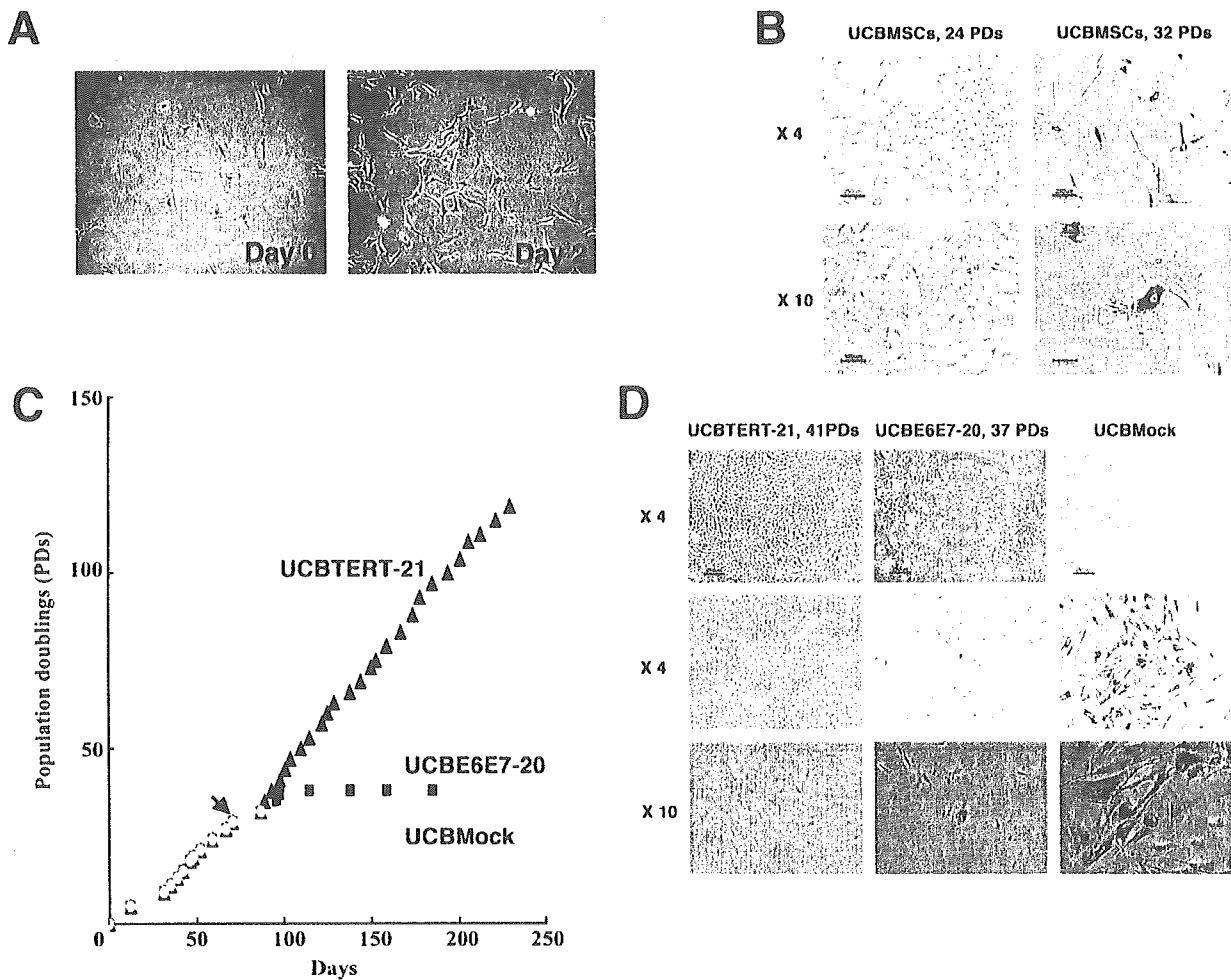 A
Day 0
Day 2
B
UCBMSCs, 24 PDs
UCBMSCs, 32 PDs
X 4
X 10
C
Population doublings (PDs)
150
100
50
0
0
50
100
150
200
250
Days
UCBTERT-21
UCBE6E7-20
UCBMock
D
UCBTERT-21, 41PDs
UCBE6E7-20, 37 PDs
UCBMock
X 4
X 4
X 10